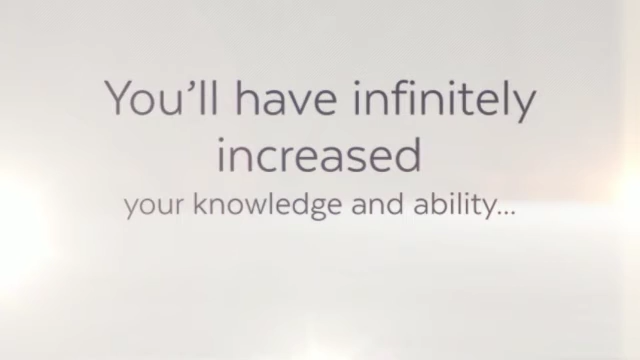 You’ll have infinitely
increased
your knowledge and ability...